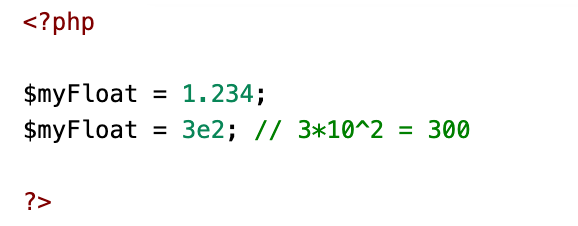 <?php
$myFloat = 1.234;
$myFloat = 3e2; // 3*10^2 = 300
?>